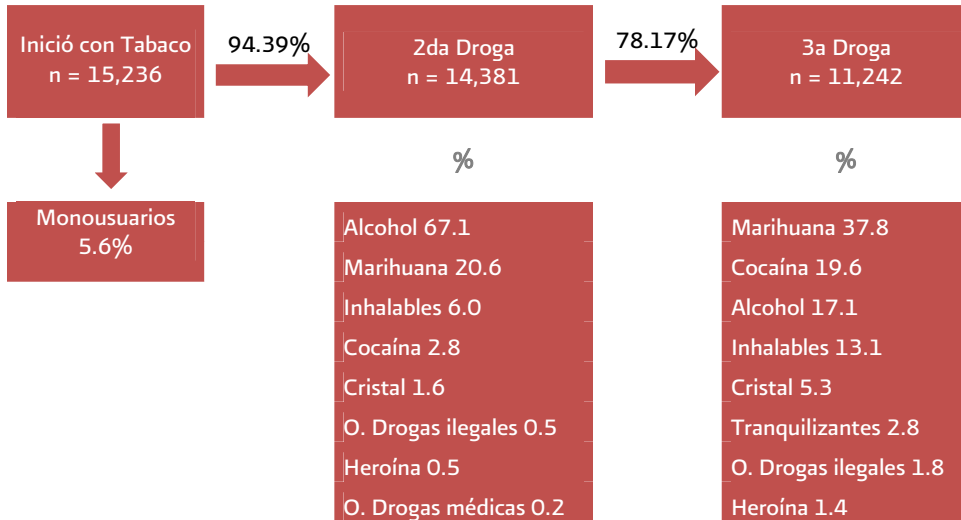 Inició con Tabaco
n = 15,236
94.39%
2da Droga
n = 14,381
78.17%
3a Droga
n = 11,242
Monousuarios
5.6%
%
Alcohol 67.1
Marihuana 20.6
Inhalables 6.0
Cocaína 2.8
Cristal 1.6
O. Drogas ilegales 0.5
Heroína 0.5
O. Drogas médicas 0.2
%
Marihuana 37.8
Cocaína 19.6
Alcohol 17.1
Inhalables 13.1
Cristal 5.3
Tranquilizantes 2.8
O. Drogas ilegales 1.8
Heroína 1.4